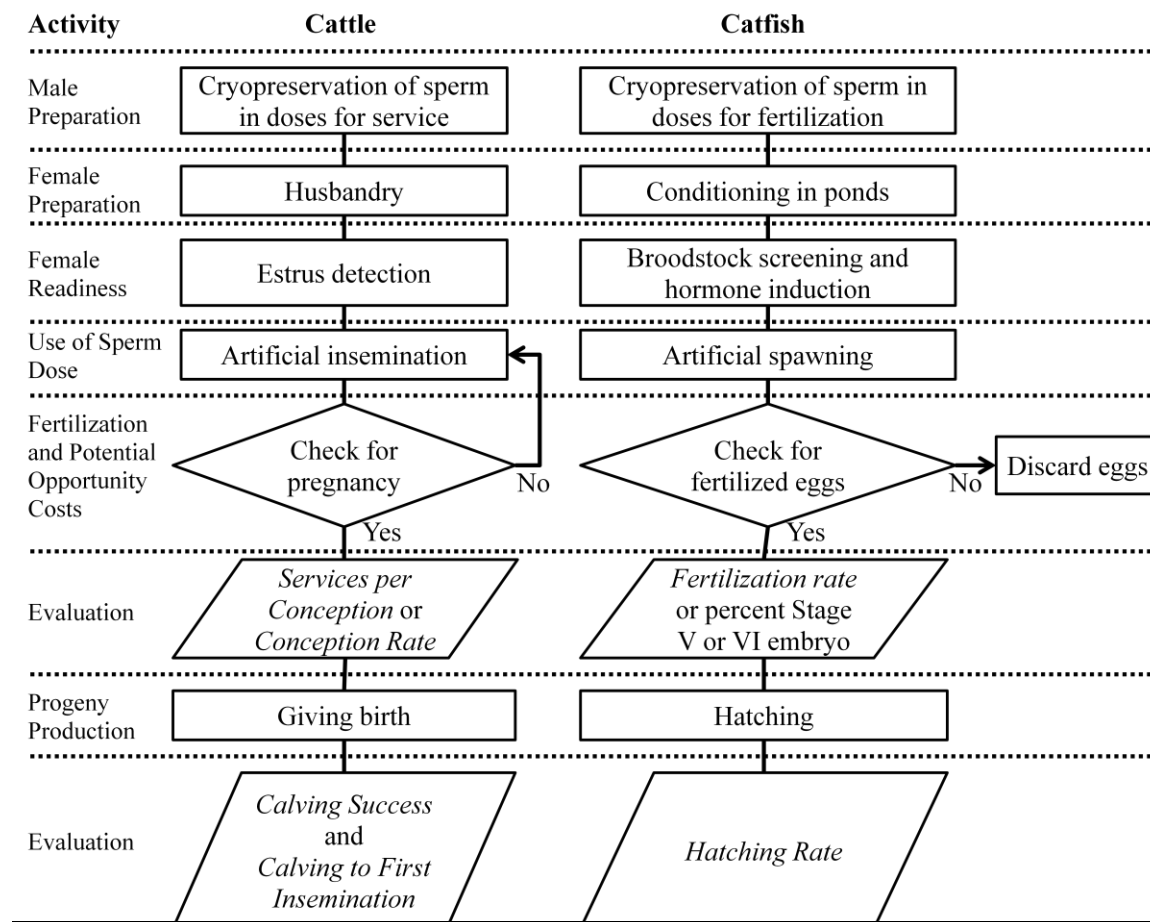 Activity
Cattle
Catfish
Male
Preparation
Cryopreservation of sperm
in doses for service
Cryopreservation of sperm in
doses for fertilization
Female
Preparation
Husbandry
Conditioning in ponds
Female
Readiness
Estrus detection
Broodstock screening and
hormone induction
Use of Sperm
Dose
Artificial insemination
Artificial spawning
Fertilization
and Potential
Opportunity
Costs
Check for
pregnancy
No
Yes
Check for
fertilized eggs
No
Yes
Discard eggs
Evaluation
Services per
Conception or
Conception Rate
Fertilization rate
or percent Stage
V or VI embryo
Progeny
Production
Giving birth
Hatching
Evaluation
Calving Success
and
Calving to First
Insemination
Hatching Rate